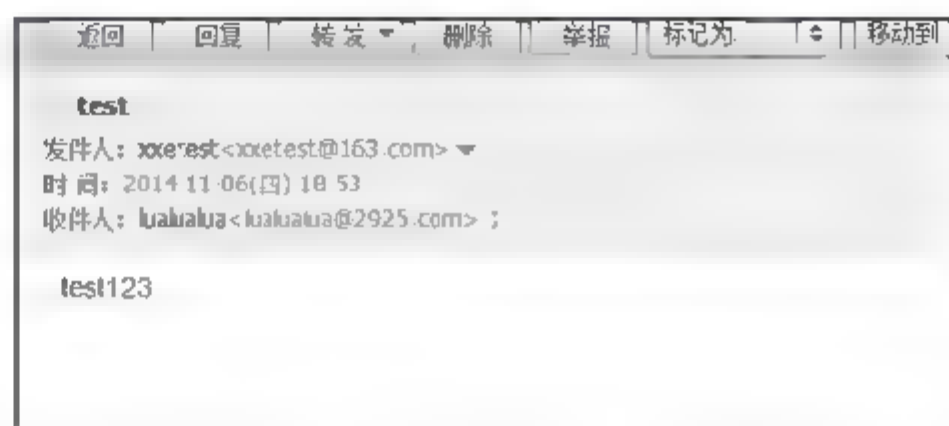 返回 回复 转发 删除 举报 标记为 移动到
test
发件人：xxetest<xxetest@163.com>
时 间：2014-11-06(四) 18:53
收件人：lualualua<lualualua@2925.com>；
test123